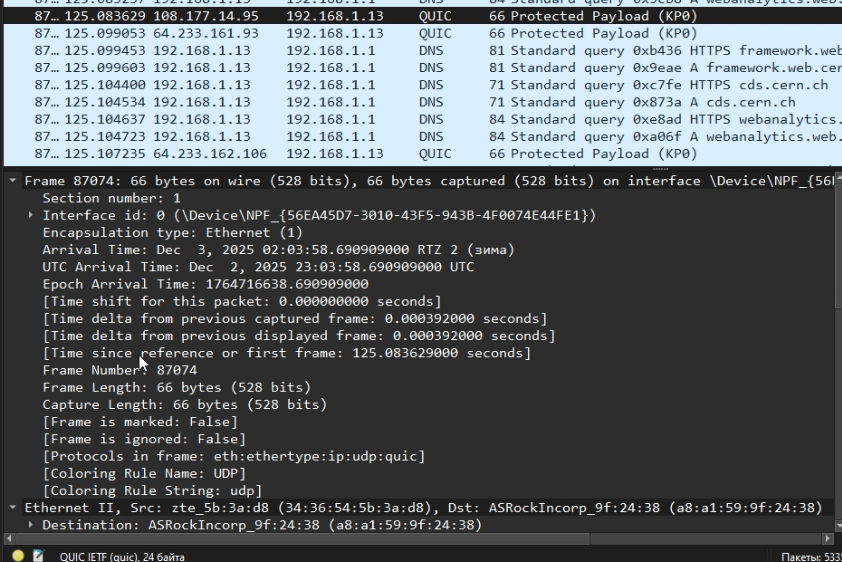 125.083629 108.177.14.95 192.168.1.13 QUIC 66 Protected Payload (KP0)
87… 125.099053 64.233.161.93 192.168.1.13 QUIC 66 Protected Payload (KP0)
87… 125.099453 192.168.1.13 192.168.1.1 DNS 81 Standard query 0xb436 HTTPS framework.web
87… 125.099603 192.168.1.13 192.168.1.1 DNS 81 Standard query 0x9eae A framework.web.cer
87… 125.104400 192.168.1.13 192.168.1.1 DNS 71 Standard query 0xc7fe HTTPS cds.cern.ch
87… 125.104534 192.168.1.13 192.168.1.1 DNS 71 Standard query 0x873a A cds.cern.ch
87… 125.104637 192.168.1.13 192.168.1.1 DNS 84 Standard query 0xe8ad HTTPS webanalytics.
87… 125.104723 192.168.1.13 192.168.1.1 DNS 84 Standard query 0xa06f A webanalytics.web.
87… 125.107235 64.233.162.106 192.168.1.13 QUIC 66 Protected Payload (KP0)
Frame 87074: 66 bytes on wire (528 bits), 66 bytes captured (528 bits) on interface \Device\NPF_{56
Section number: 1
Interface id: 0 (\Device\NPF_{56EA45D7-3010-43F5-943B-4F0074E44FE1})
Encapsulation type: Ethernet (1)
Arrival Time: Dec 3, 2025 02:03:58.690909000 RTZ 2 (зима)
UTC Arrival Time: Dec 2, 2025 23:03:58.690909000 UTC
Epoch Arrival Time: 1764716638.690909000
[Time shift for this packet: 0.000000000 seconds]
[Time delta from previous captured frame: 0.000392000 seconds]
[Time delta from previous displayed frame: 0.000392000 seconds]
[Time since reference or first frame: 125.083629000 seconds]
Frame Number: 87074
Frame Length: 66 bytes (528 bits)
Capture Length: 66 bytes (528 bits)
[Frame is marked: False]
[Frame is ignored: False]
[Protocols in frame: eth:ethertype:ip:udp:quic]
[Coloring Rule Name: UDP]
[Coloring Rule String: udp]
Ethernet II, Src: zte_5b:3a:d8 (34:36:54:5b:3a:d8), Dst: ASRockIncorp_9f:24:38 (a8:a1:59:9f:24:38)
Destination: ASRockIncorp_9f:24:38 (a8:a1:59:9f:24:38)
QUIC IETF (quic), 24 байта Пакеты: 533